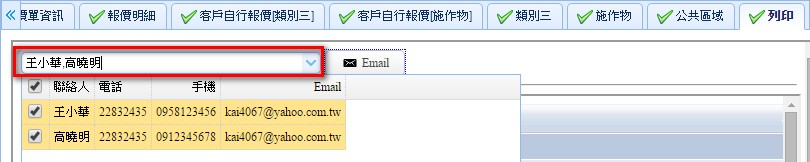 價單資訊 報價明細 客戶自行報價[類別三] 客戶自行報價[施作物] 類別三 施作物 公共區域 列印
王小華,高曉明 Email
聯絡人 電話 手機 Email
王小華 22832435 0958123456 kai4067@yahoo.com.tw
高曉明 22832435 0912345678 kai4067@yahoo.com.tw